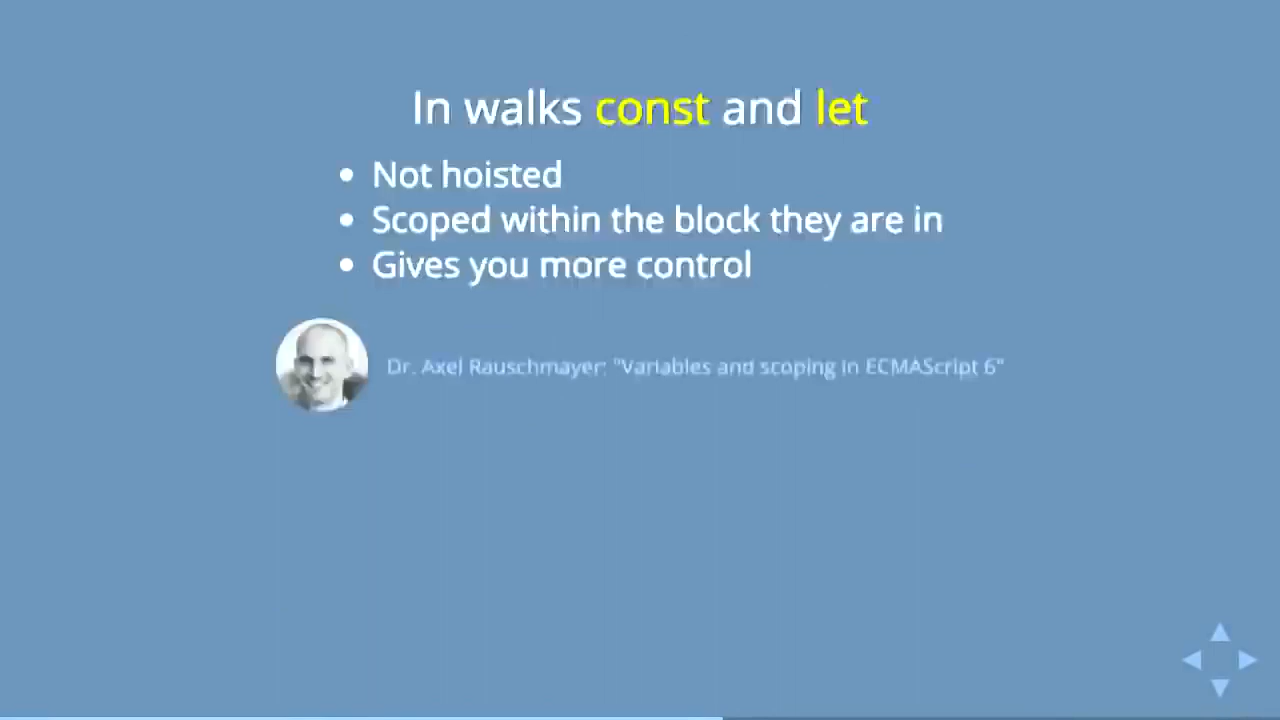 In walks const and let
Not hoisted
Scoped within the block they are in
Gives you more control
Dr. Axel Rauschmayer: "Variables and scoping in ECMAScript 6"